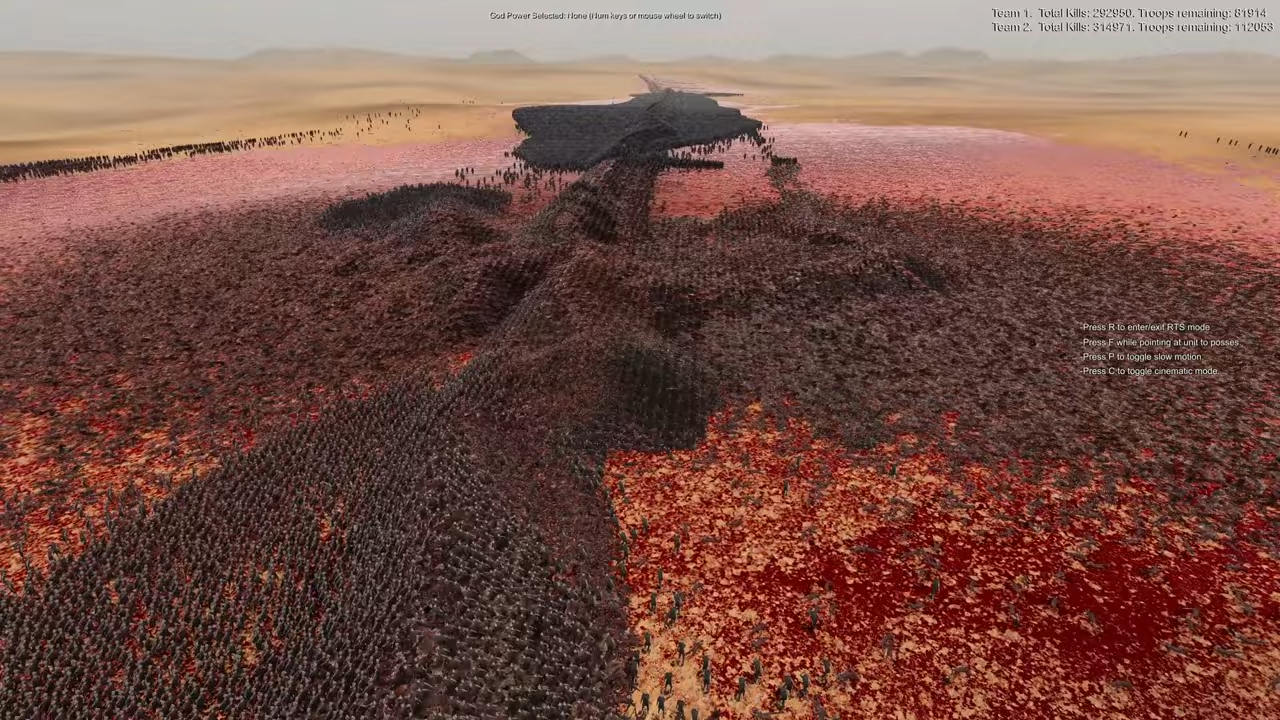 God Power Selected: None (Num keys or mouse wheel to switch)
Team 1. Total Kills: 292950. Troops remaining: 81914
Team 2. Total Kills: 314971. Troops remaining: 112053
-Press R to enter/exit RTS mode
-Press F while pointing at unit to posses.
-Press P to toggle slow motion.
-Press C to toggle cinematic mode.